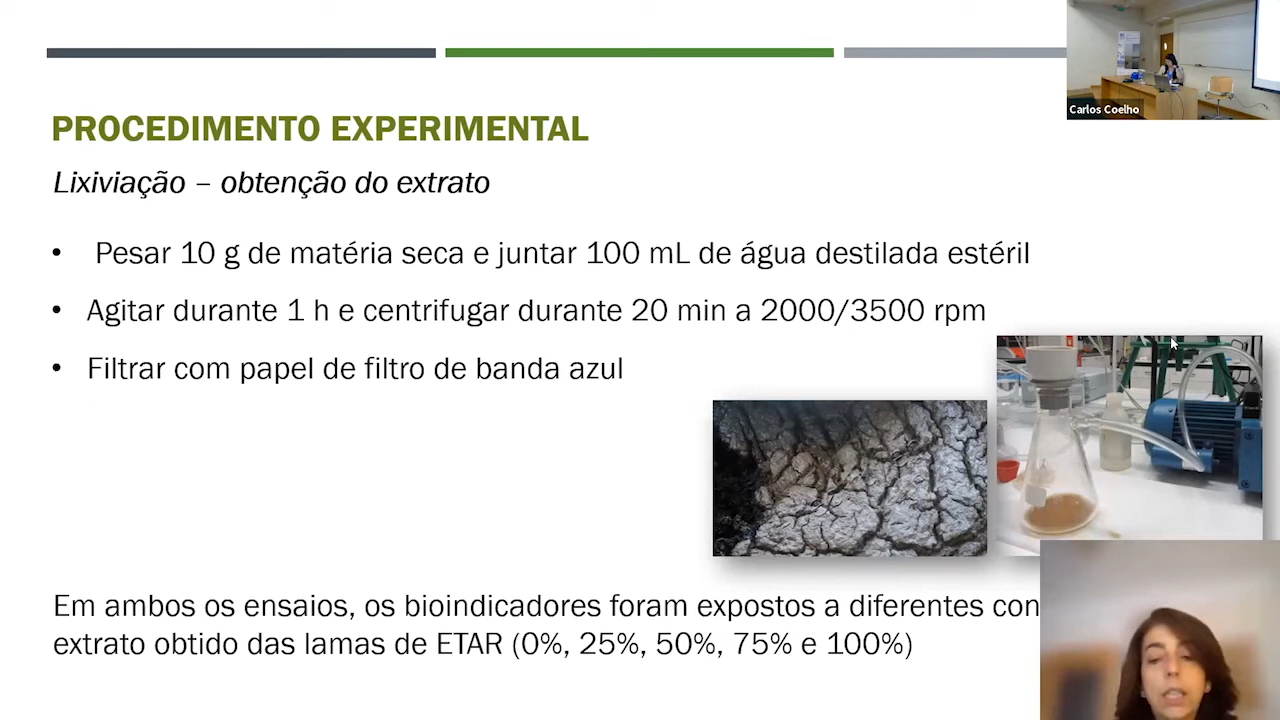 Carlos Coelho
PROCEDIMENTO EXPERIMENTAL
Lixiviação – obtenção do extrato
• Pesar 10 g de matéria seca e juntar 100 mL de água destilada estéril
• Agitar durante 1 h e centrifugar durante 20 min a 2000/3500 rpm
• Filtrar com papel de filtro de banda azul
Em ambos os ensaios, os bioindicadores foram expostos a diferentes con
extrato obtido das lamas de ETAR (0%, 25%, 50%, 75% e 100%)